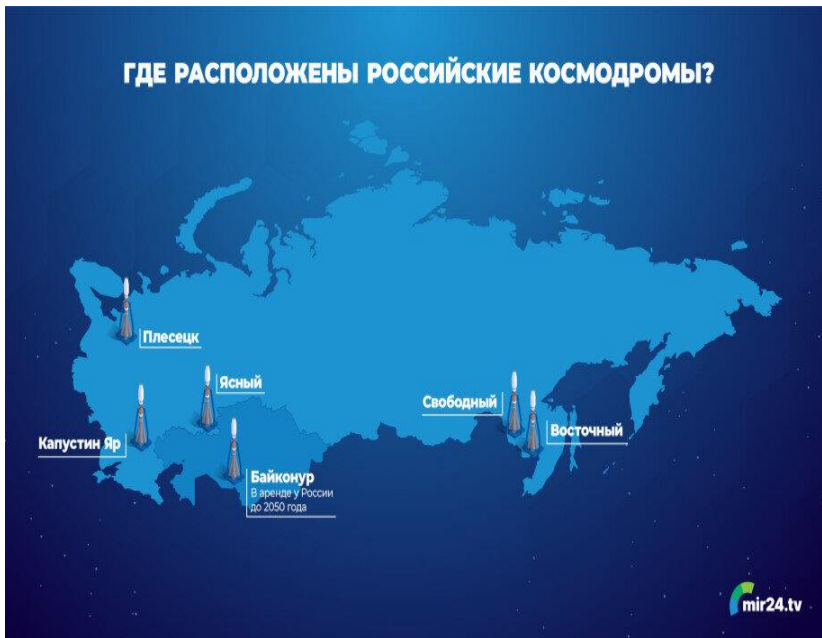 ГДЕ РАСПОЛОЖЕНЫ РОССИЙСКИЕ КОСМОДРОМЫ?
Плесецк
Ясный
Свободный
Капустин Яр
Восточный
Байконур
В аренде у России
до 2050 года
mir24.tv